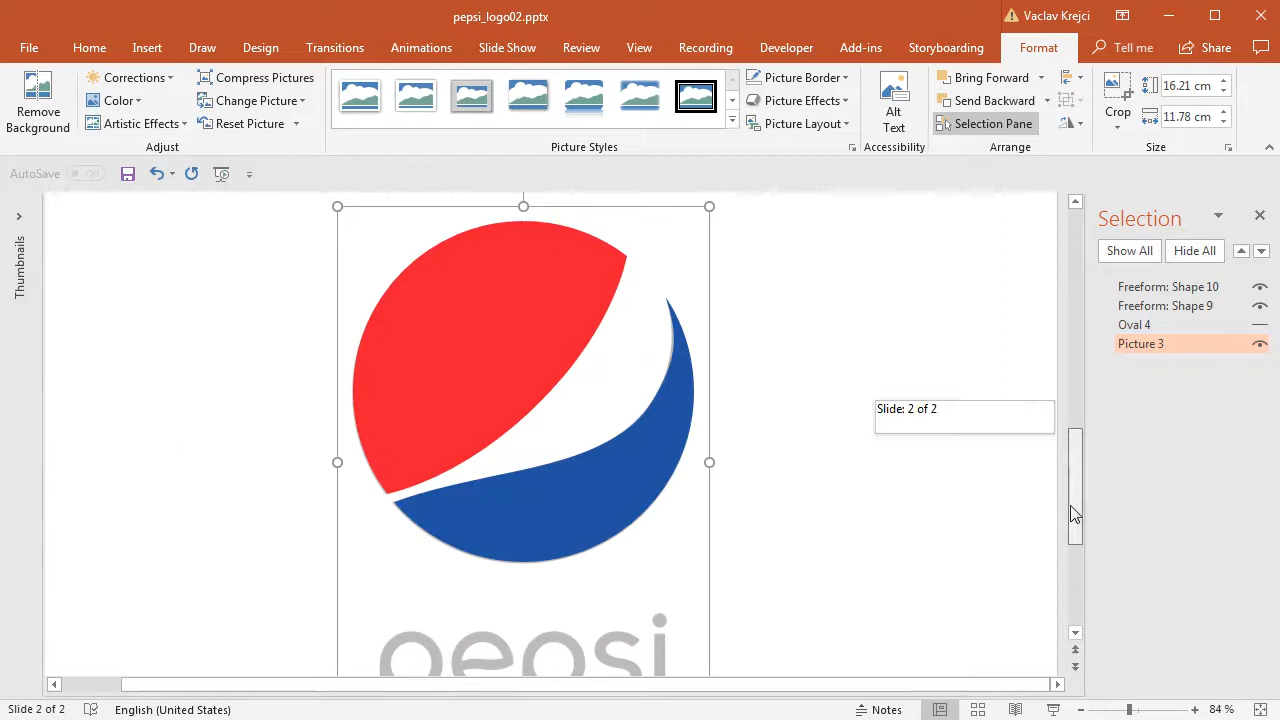 pepsi_logo02.pptx
Vaclav Krejci
File Home Insert Draw Design Transitions Animations Slide Show Review View Recording Developer Add-ins Storyboarding Format Tell me Share
Remove Background
Corrections
Color
Artistic Effects
Compress Pictures
Change Picture
Reset Picture
Adjust
Picture Styles
Picture Border
Picture Effects
Picture Layout
Alt Text
Accessibility
Bring Forward
Send Backward
Selection Pane
Arrange
Crop
16.21 cm
11.78 cm
Size
AutoSave Off
Thumbnails
Selection
Show All Hide All
Freeform: Shape 10
Freeform: Shape 9
Oval 4
Picture 3
Slide: 2 of 2
pepsi
Slide 2 of 2 English (United States) Notes 84 %